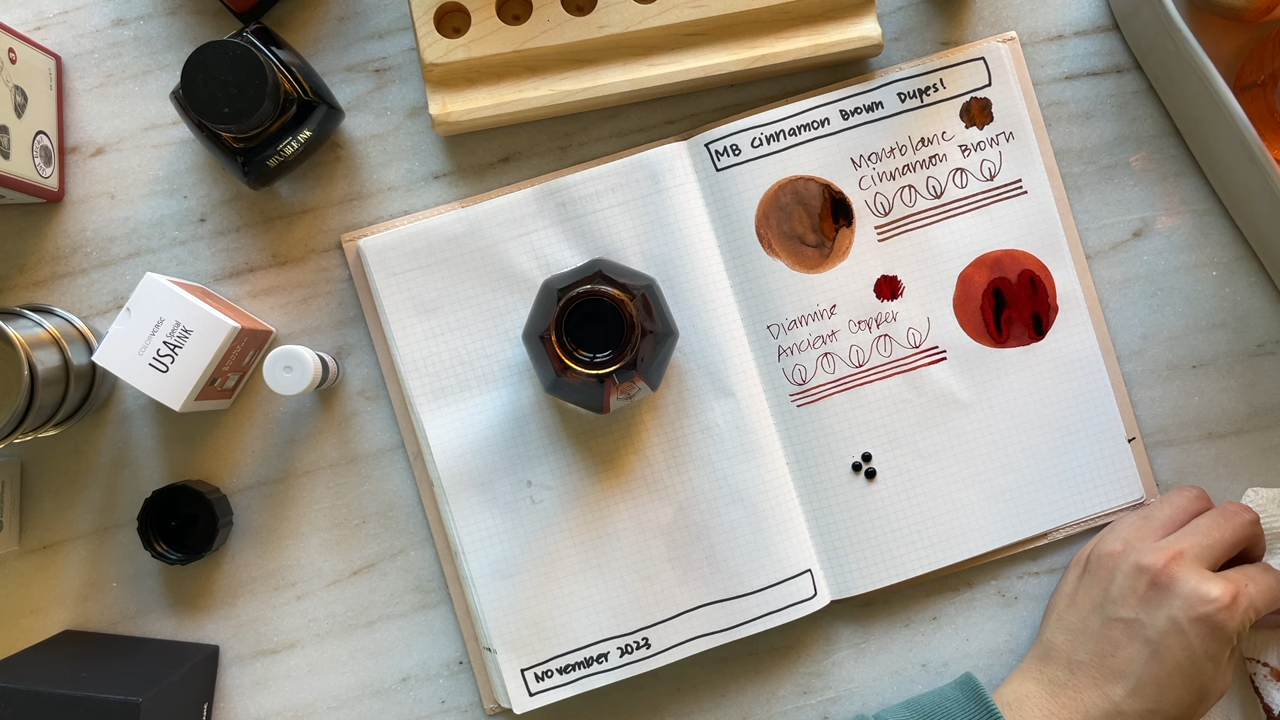 MB Cinnamon Brown Dupes!
Montblanc
Cinnamon Brown
Diamine
Ancient Copper
November 2023
MIXABLE INK
COLORVERSE
USA Special
INK